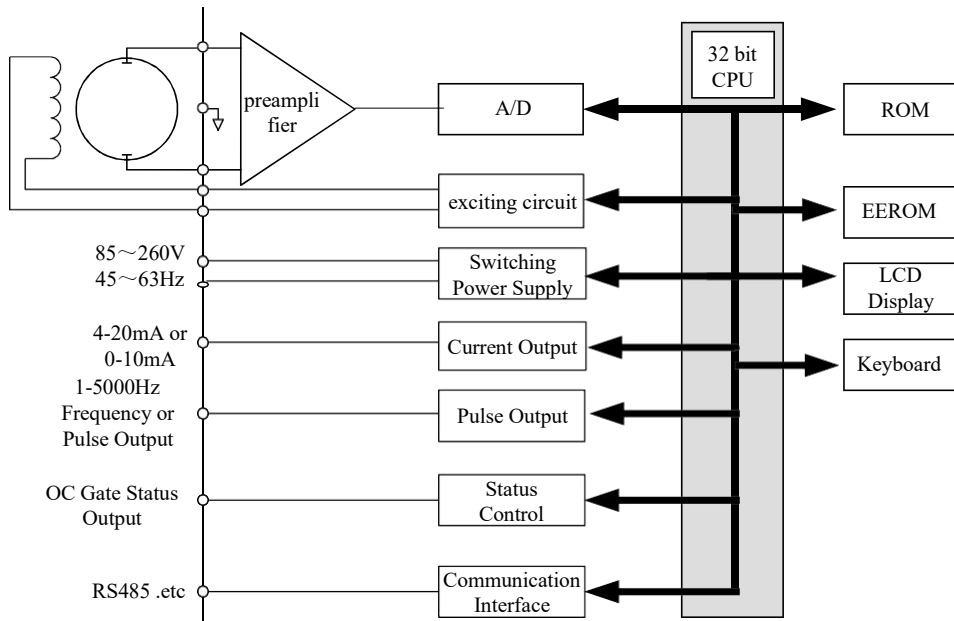 32 bit
CPU
preampli
fier
A/D
ROM
exciting circuit
EEROM
85～260V
45～63Hz
Switching
Power Supply
LCD
Display
4-20mA or
0-10mA
Current Output
Keyboard
1-5000Hz
Frequency or
Pulse Output
Pulse Output
OC Gate Status
Output
Status
Control
RS485 .etc
Communication
Interface